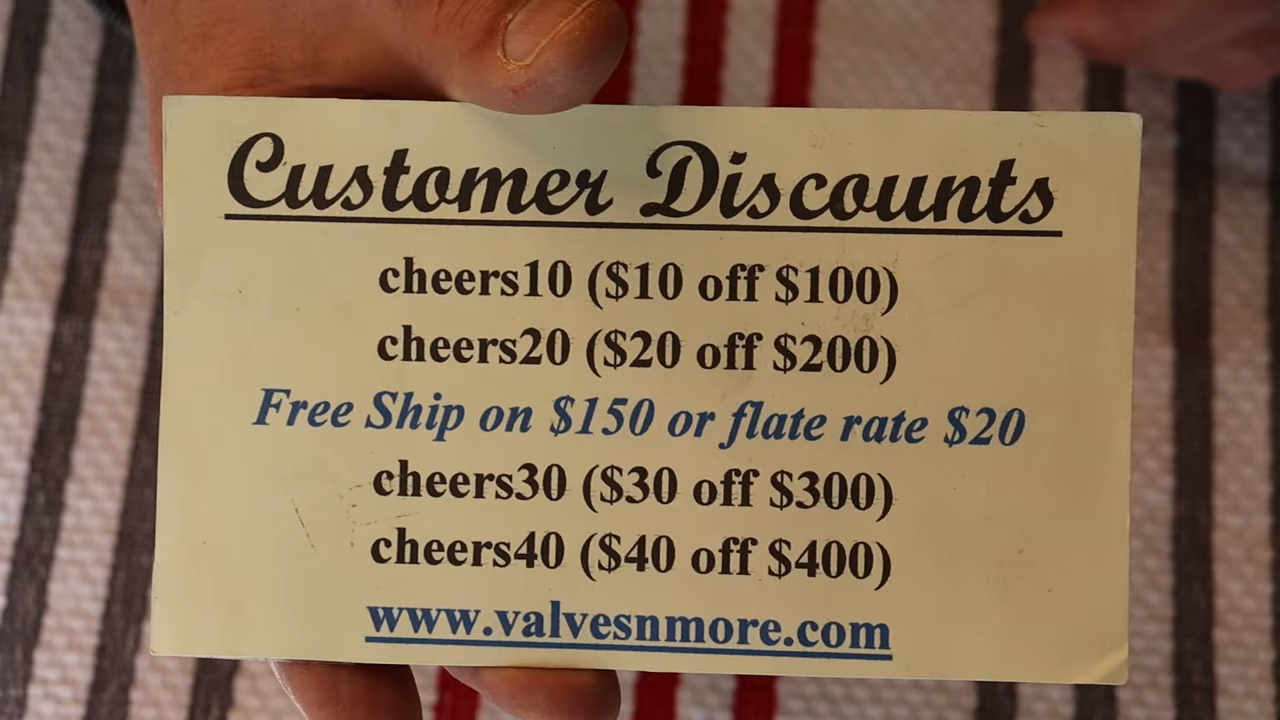 Customer Discounts
cheers10 ($10 off $100)
cheers20 ($20 off $200)
Free Ship on $150 or flate rate $20
cheers30 ($30 off $300)
cheers40 ($40 off $400)
www.valvesnmore.com